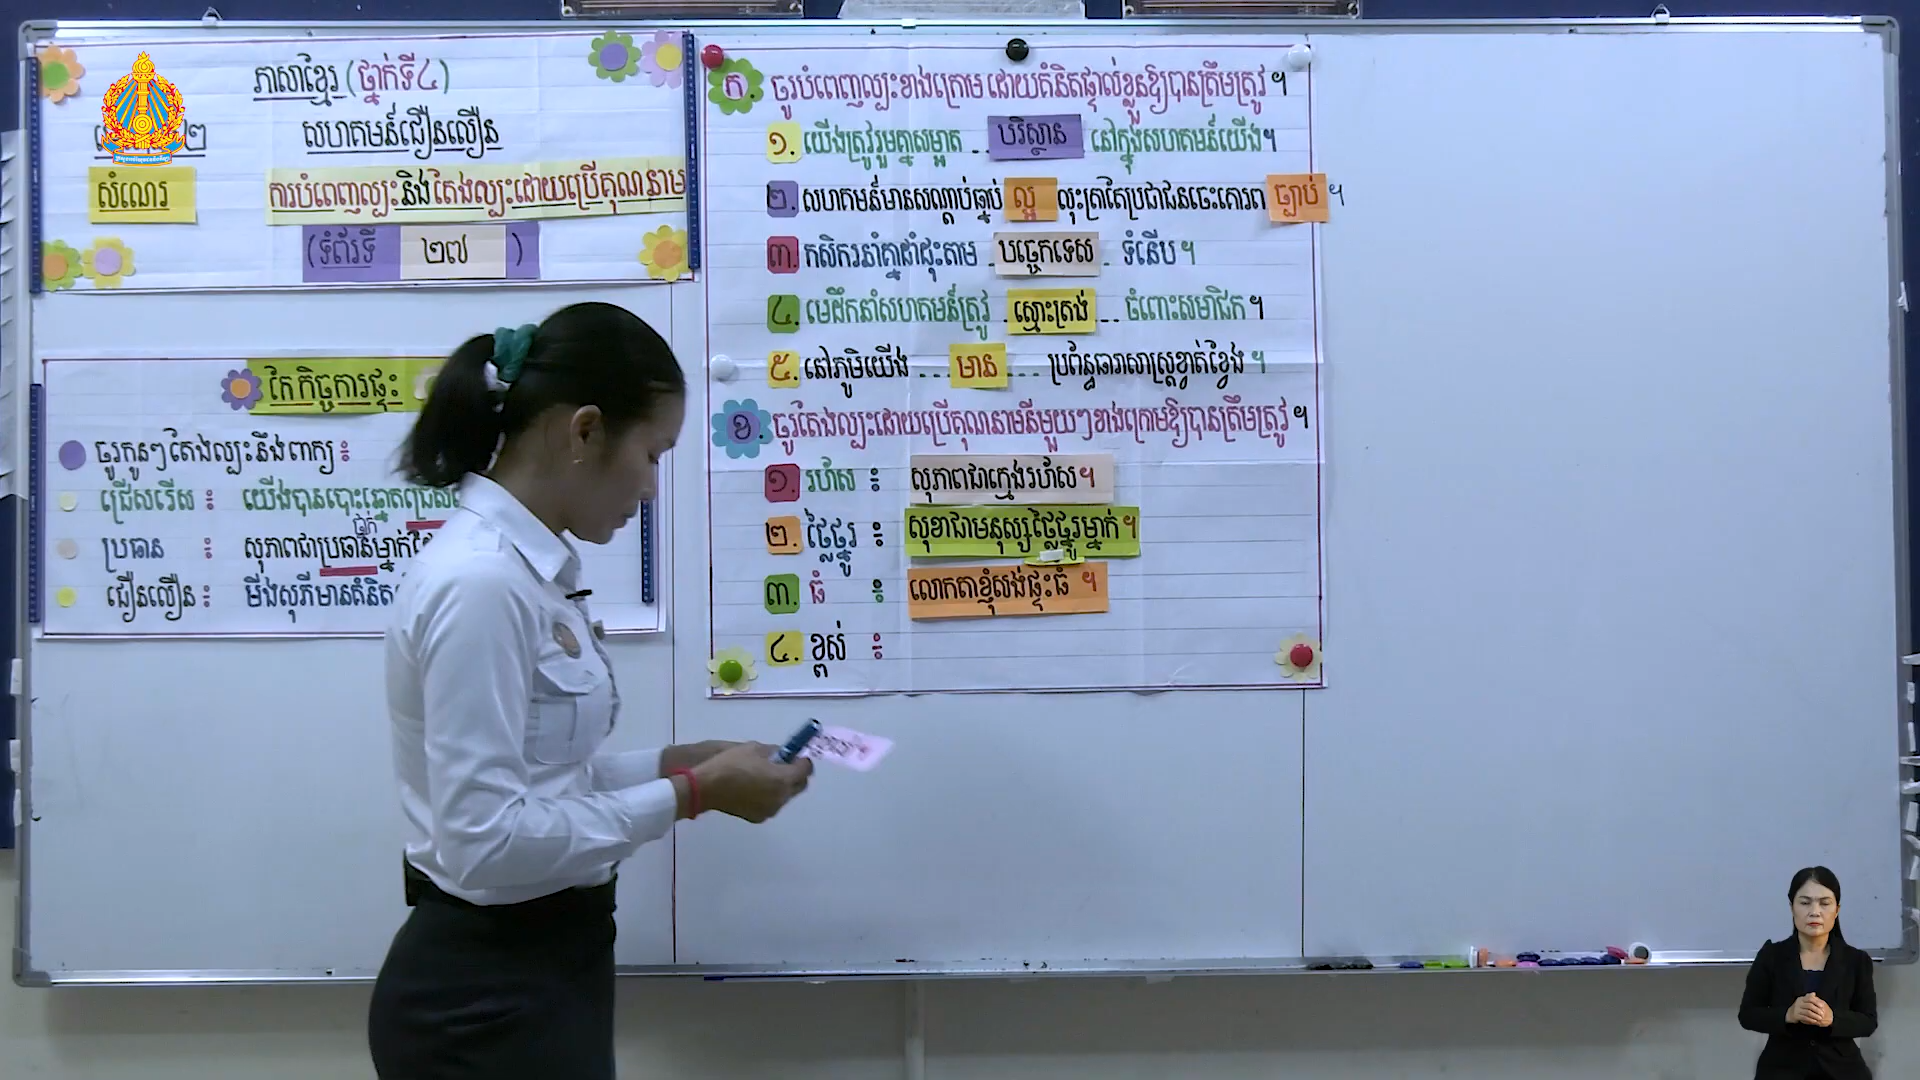 ភាសាខ្មែរ (ថ្នាក់ទី៤)
២ សហគមន៍ជឿនលឿន
សំណេរ ការបំពេញល្បះនិងតែងល្បះដោយប្រើគុណនាម
(ទំព័រទី ២៧ )
កែកិច្ចការផ្ទះ
ចូរកូនៗតែងល្បះនឹងពាក្យ៖
ជ្រើសរើស ៖ យើងបានបោះឆ្នោត
ប្រធាន ៖ សុភាពជាប្រធានម្នាក់
ជឿនលឿន ៖ មីងសុភីមានគំនិត
ក. ចូរបំពេញល្បះខាងក្រោម ដោយគំនិតផ្ទាល់ខ្លួនឱ្យបានត្រឹមត្រូវ ។
១. យើងត្រូវរួមគ្នាសម្អាត .. បរិស្ថាន នៅក្នុងសហគមន៍យើង។
២. សហគមន៍មានសណ្ដាប់ធ្នាប់ ល្អ លុះត្រាតែប្រជាជនចេះគោរព ច្បាប់ ។
៣. កសិករនាំគ្នាដាំដុះតាម . បច្ចេកទេស . ទំនើប ។
៤. មេដឹកនាំសហគមន៍ត្រូវ . ស្មោះត្រង់ ... ចំពោះសមាជិក ។
៥. នៅភូមិយើង ... មាន ... ប្រព័ន្ធធារាសាស្ត្រខ្វាត់ខ្វែង ។
ខ. ចូរតែងល្បះដោយប្រើគុណនាមនីមួយៗខាងក្រោមឱ្យបានត្រឹមត្រូវ ។
១. រហ័ស ៖ សុភាពជាក្មេងរហ័ស។
២. ថ្លៃថ្នូរ ៖ សុខាជាមនុស្សថ្លៃថ្នូរម្នាក់ ។
៣. ធំ ៖ លោកតាខ្ញុំសង់ផ្ទះធំ ។
៤. ខ្ពស់ ៖